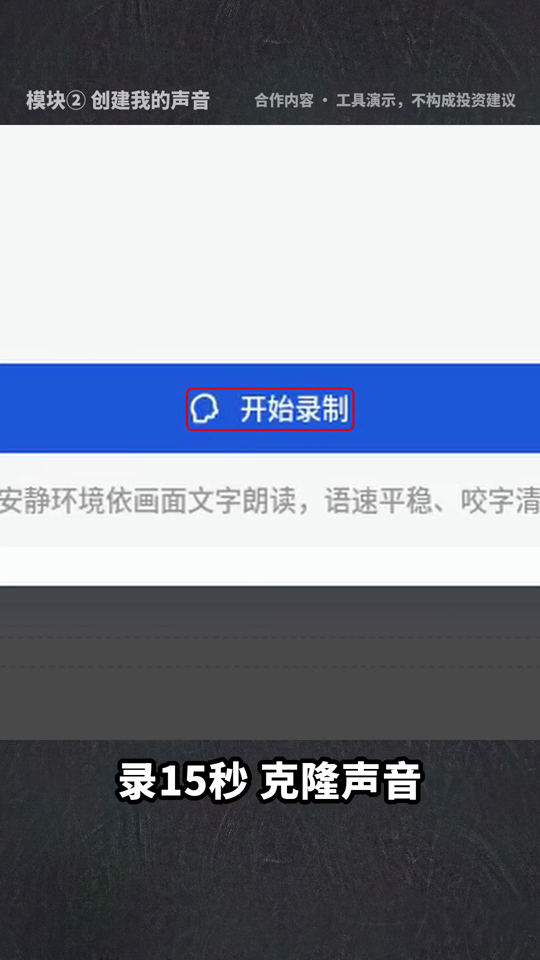 模块② 创建我的声音
合作内容 · 工具演示，不构成投资建议
开始录制
安静环境依画面文字朗读，语速平稳、咬字清
录15秒 克隆声音